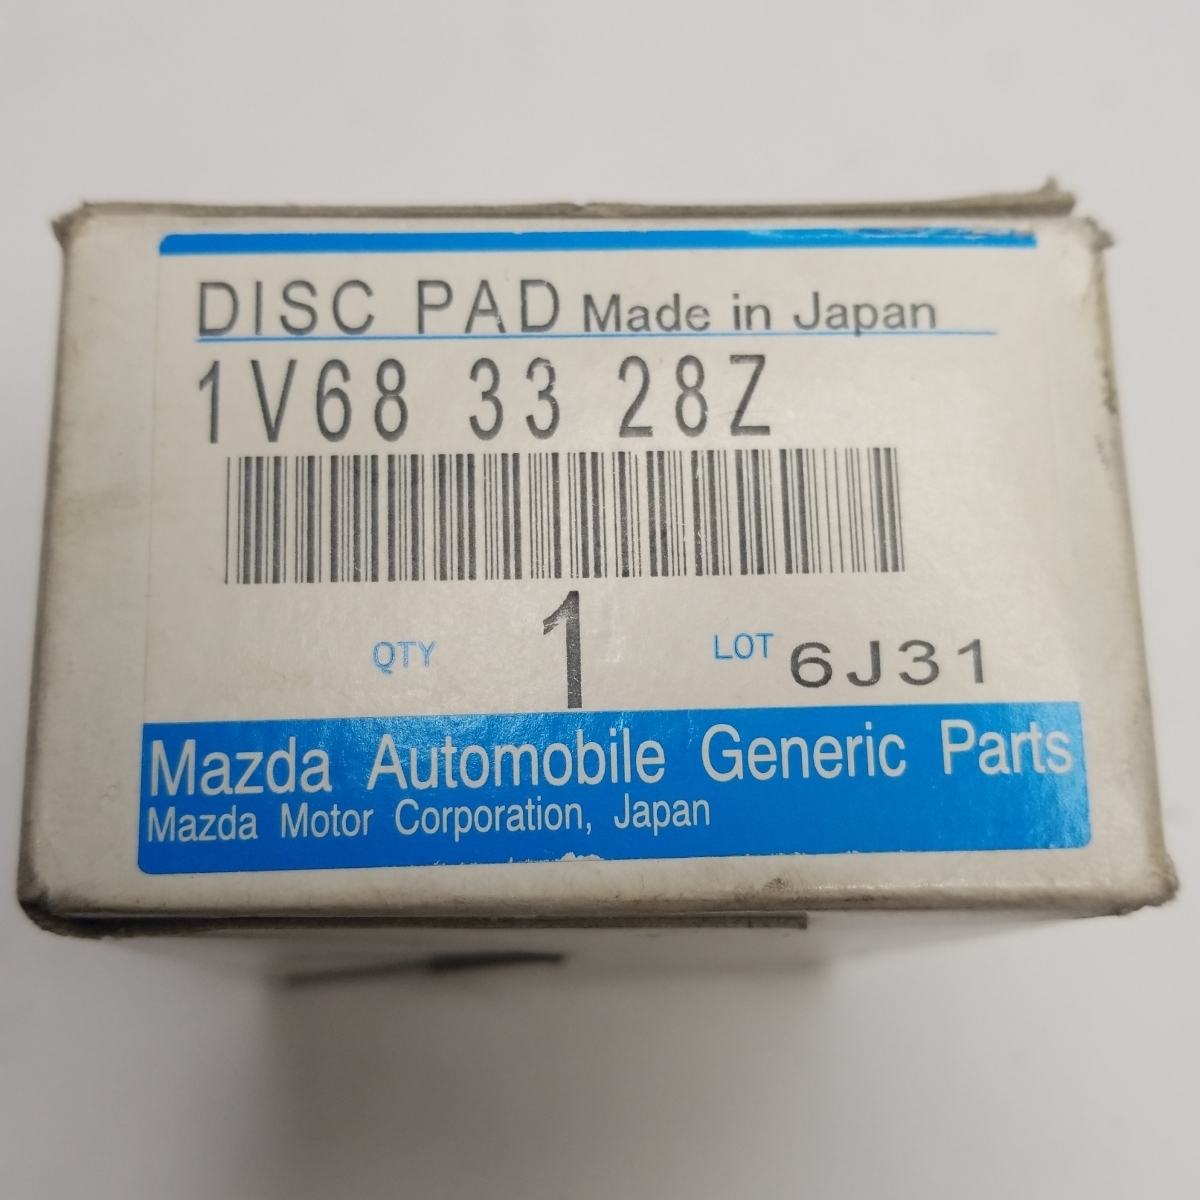 DISC PAD Made in Japan
1V68 33 28Z
QTY 1 LOT 6J31
Mazda Automobile Generic Parts
Mazda Motor Corporation, Japan